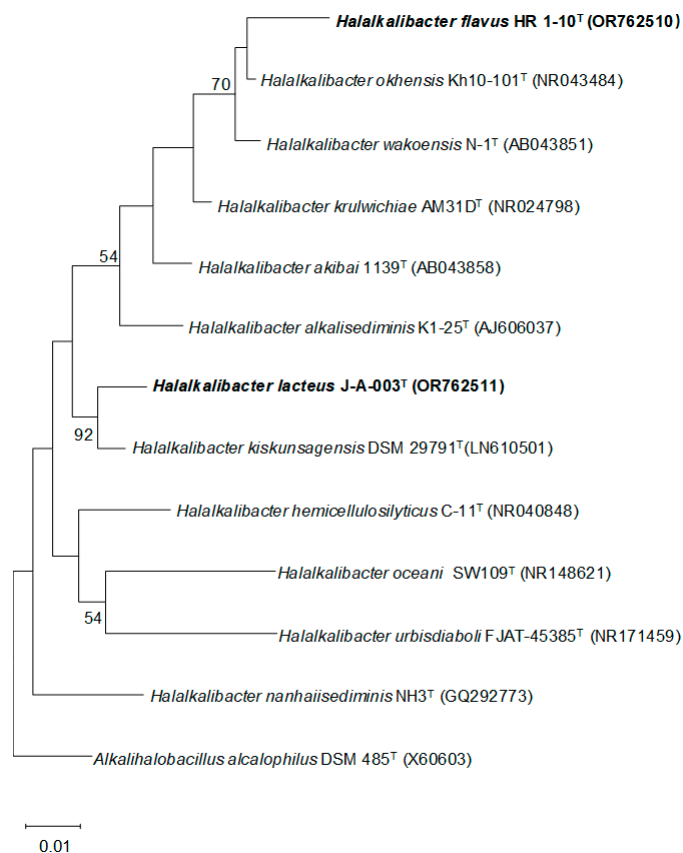 Halalkalibacter flavus HR 1-10ᵀ (OR762510)
70
Halalkalibacter okhensis Kh10-101ᵀ (NR043484)
Halalkalibacter wakoensis N-1ᵀ (AB043851)
Halalkalibacter krulwichiae AM31Dᵀ (NR024798)
54
Halalkalibacter akibai 1139ᵀ (AB043858)
Halalkalibacter alkalisediminis K1-25ᵀ (AJ606037)
Halalkalibacter lacteus J-A-003ᵀ (OR762511)
92
Halalkalibacter kiskunsagensis DSM 29791ᵀ(LN610501)
Halalkalibacter hemicellulosilyticus C-11ᵀ (NR040848)
Halalkalibacter oceani SW109ᵀ (NR148621)
54
Halalkalibacter urbisdiaboli FJAT-45385ᵀ (NR171459)
Halalkalibacter nanhaiisediminis NH3ᵀ (GQ292773)
Alkalihalobacillus alcalophilus DSM 485ᵀ (X60603)
0.01